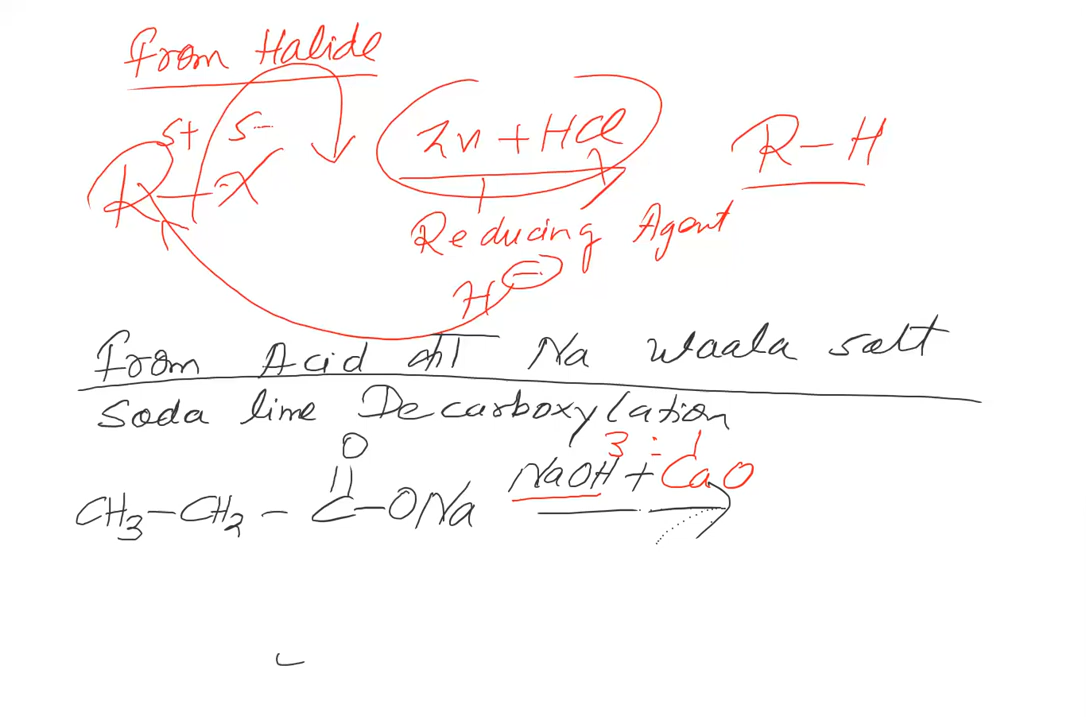 From Halide
δ+ δ-
R-X Zn + HCl R-H
Reducing Agent
H⊖
From Acid का Na waala salt
Soda lime Decarboxylation
O 3 : 1
|| NaOH + CaO
CH3-CH2-C-ONa